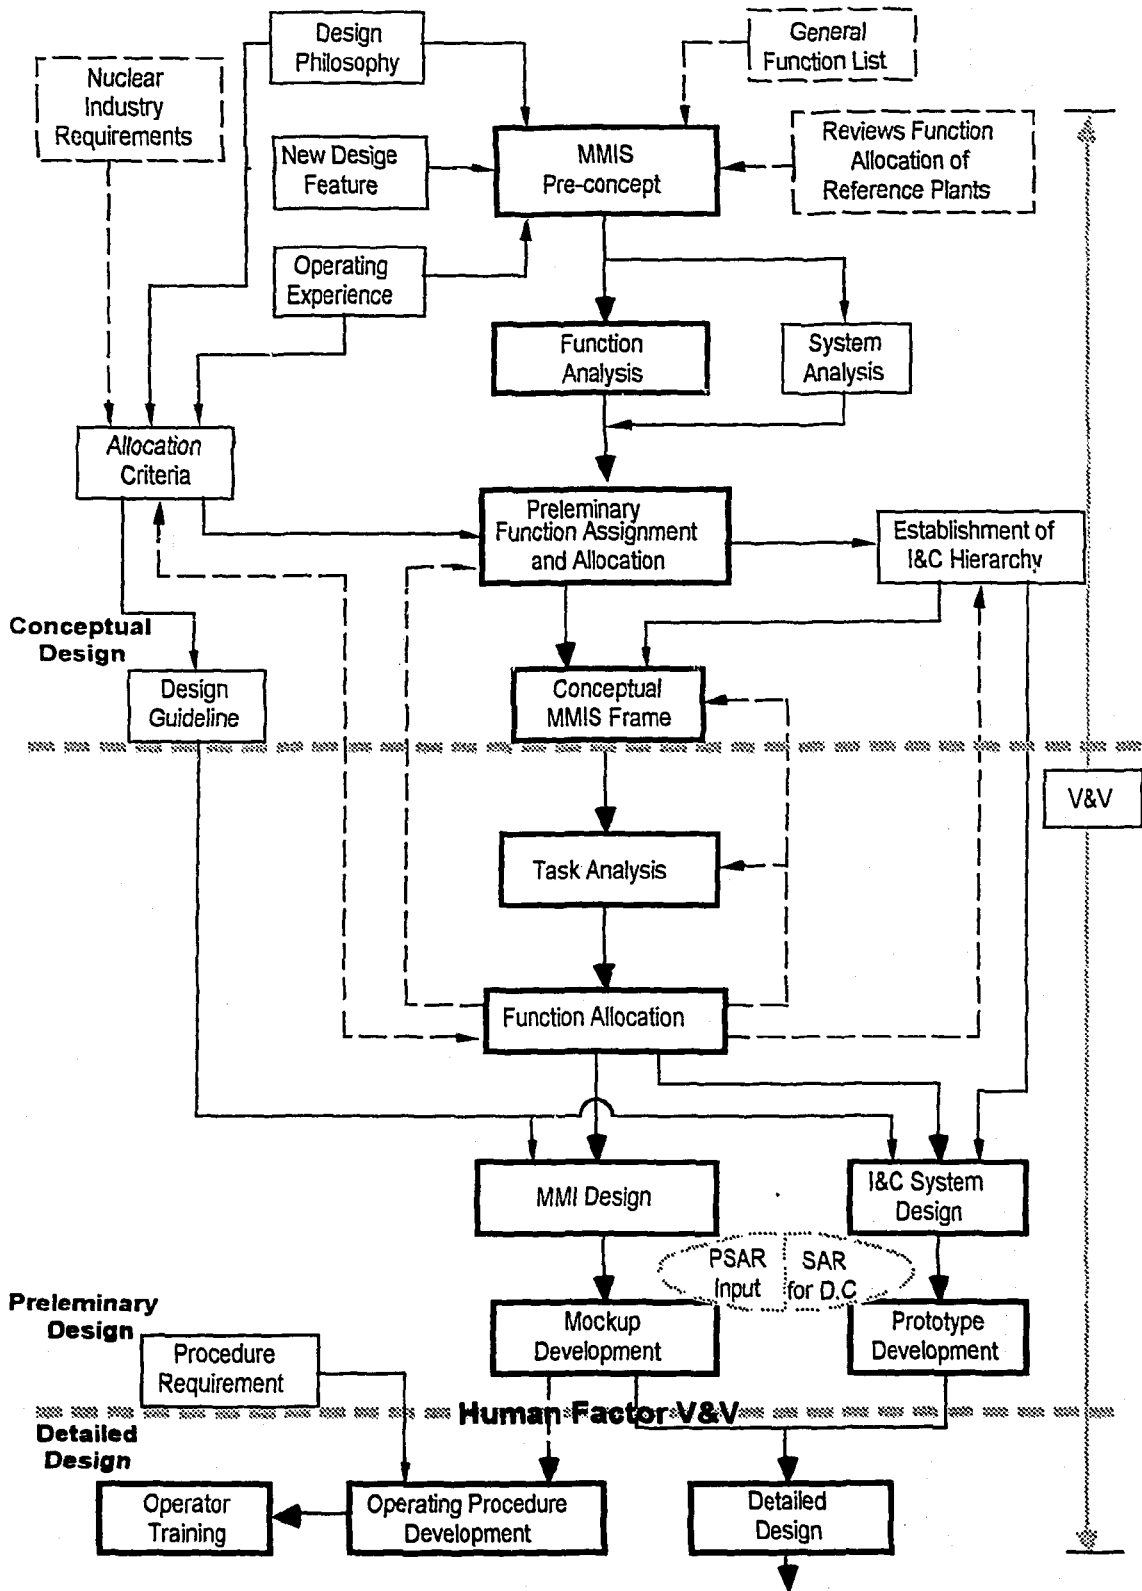 Design
Philosophy
General
Function List
Nuclear
Industry
Requirements
New Desige
Feature
MMIS
Pre-concept
Reviews Function
Allocation of
Reference Plants
Operating
Experience
Function
Analysis
System
Analysis
Allocation
Criteria
Preleminary
Function Assignment
and Allocation
Establishment of
I&C Hierarchy
Conceptual
Design
Design
Guideline
Conceptual
MMIS Frame
V&V
Task Analysis
Function Allocation
MMI Design
I&C System
Design
PSAR
Input
SAR
for D.C
Preleminary
Design
Mockup
Development
Prototype
Development
Procedure
Requirement
Human Factor V&V
Detailed
Design
Operator
Training
Operating Procedure
Development
Detailed
Design